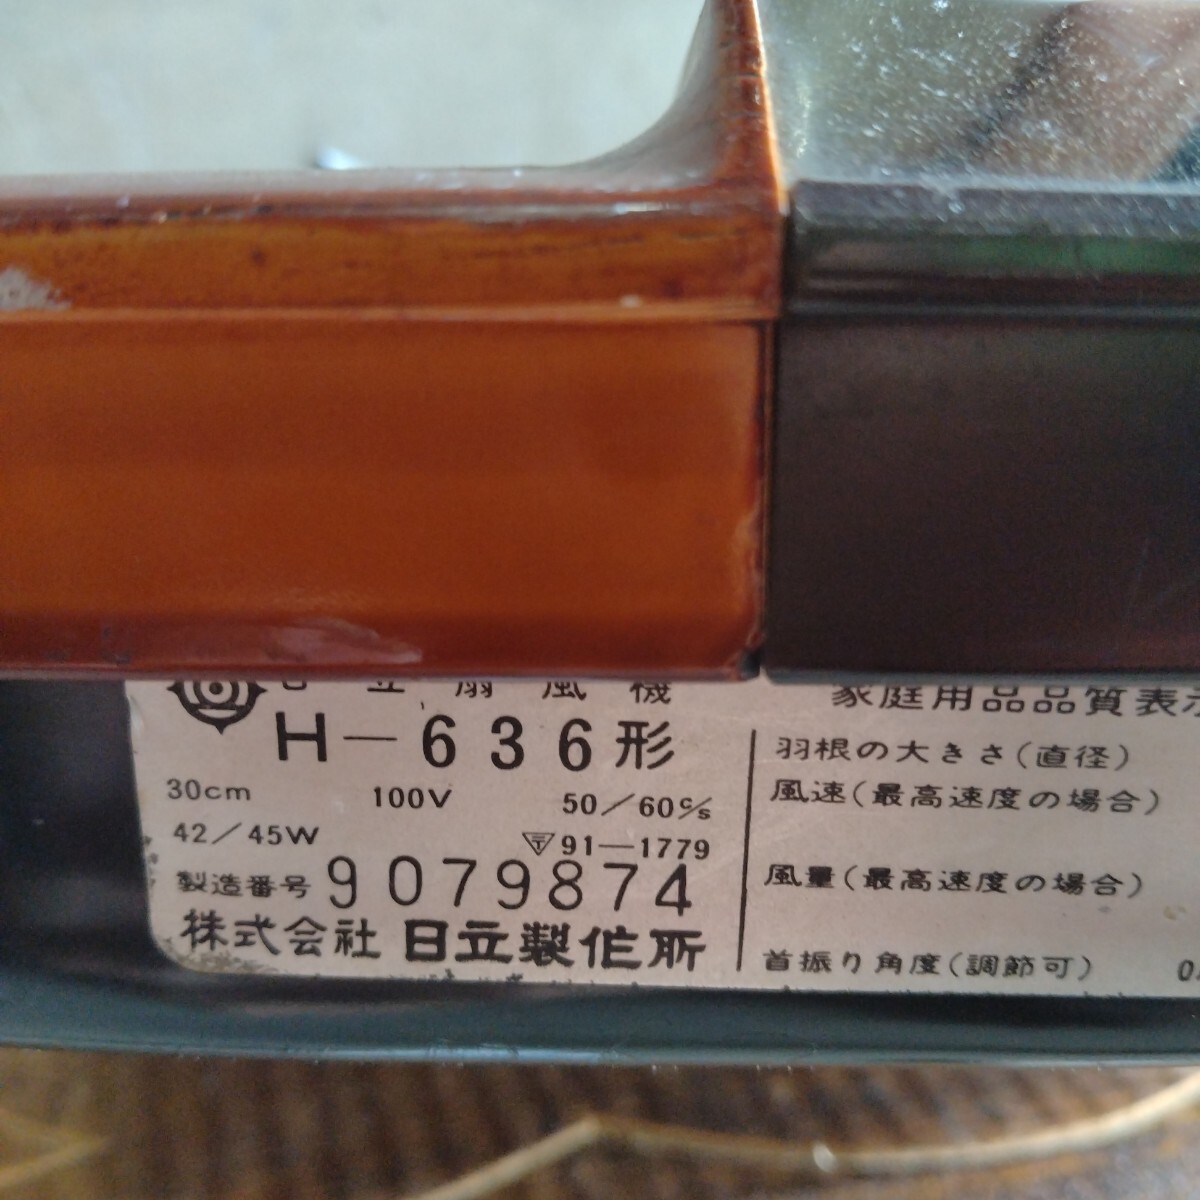 日立扇風機
H-636形
30cm 100V 50/60c/s
42/45W 〒91-1779
製造番号 9079874
株式会社 日立製作所
家庭用品品質表示
羽根の大きさ(直径)
風速(最高速度の場合)
風量(最高速度の場合)
首振り角度(調節可)